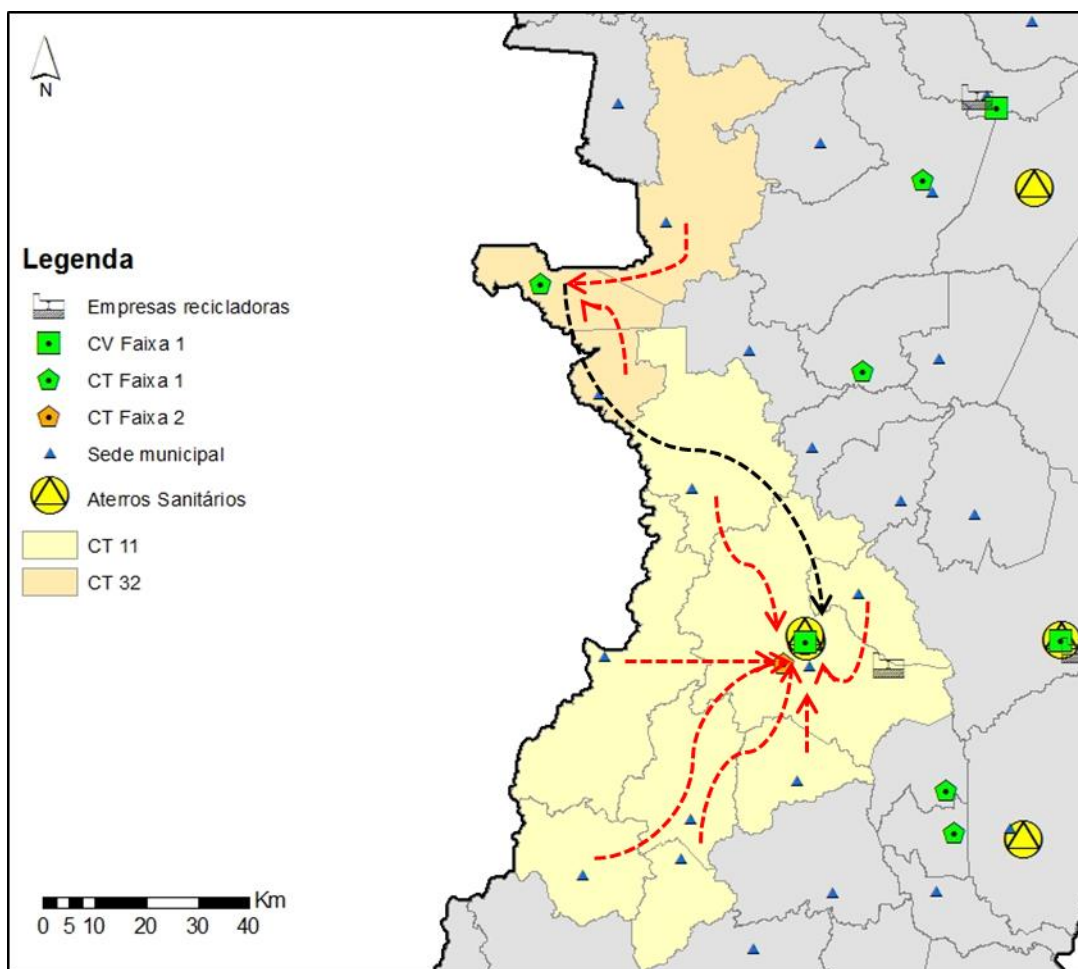 N
Legenda
Empresas recicladoras
CV Faixa 1
CT Faixa 1
CT Faixa 2
Sede municipal
Aterros Sanitários
CT 11
CT 32
Km
0 5 10 20 30 40